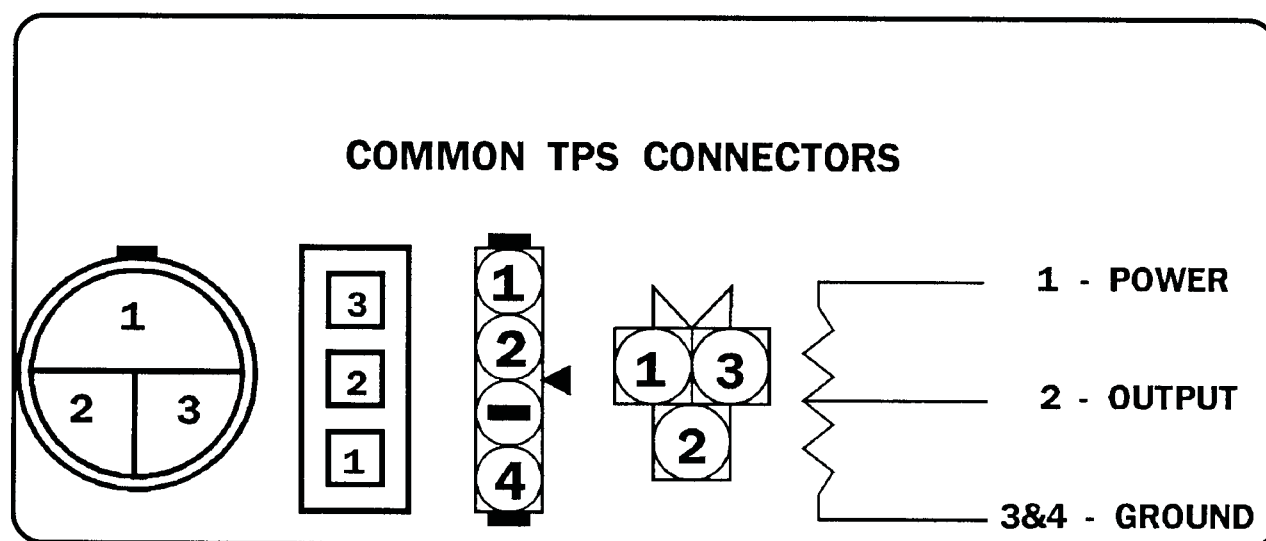 COMMON TPS CONNECTORS
1
2 3
3
2
1
1
2
4
1 3
2
1 - POWER
2 - OUTPUT
3&4 - GROUND